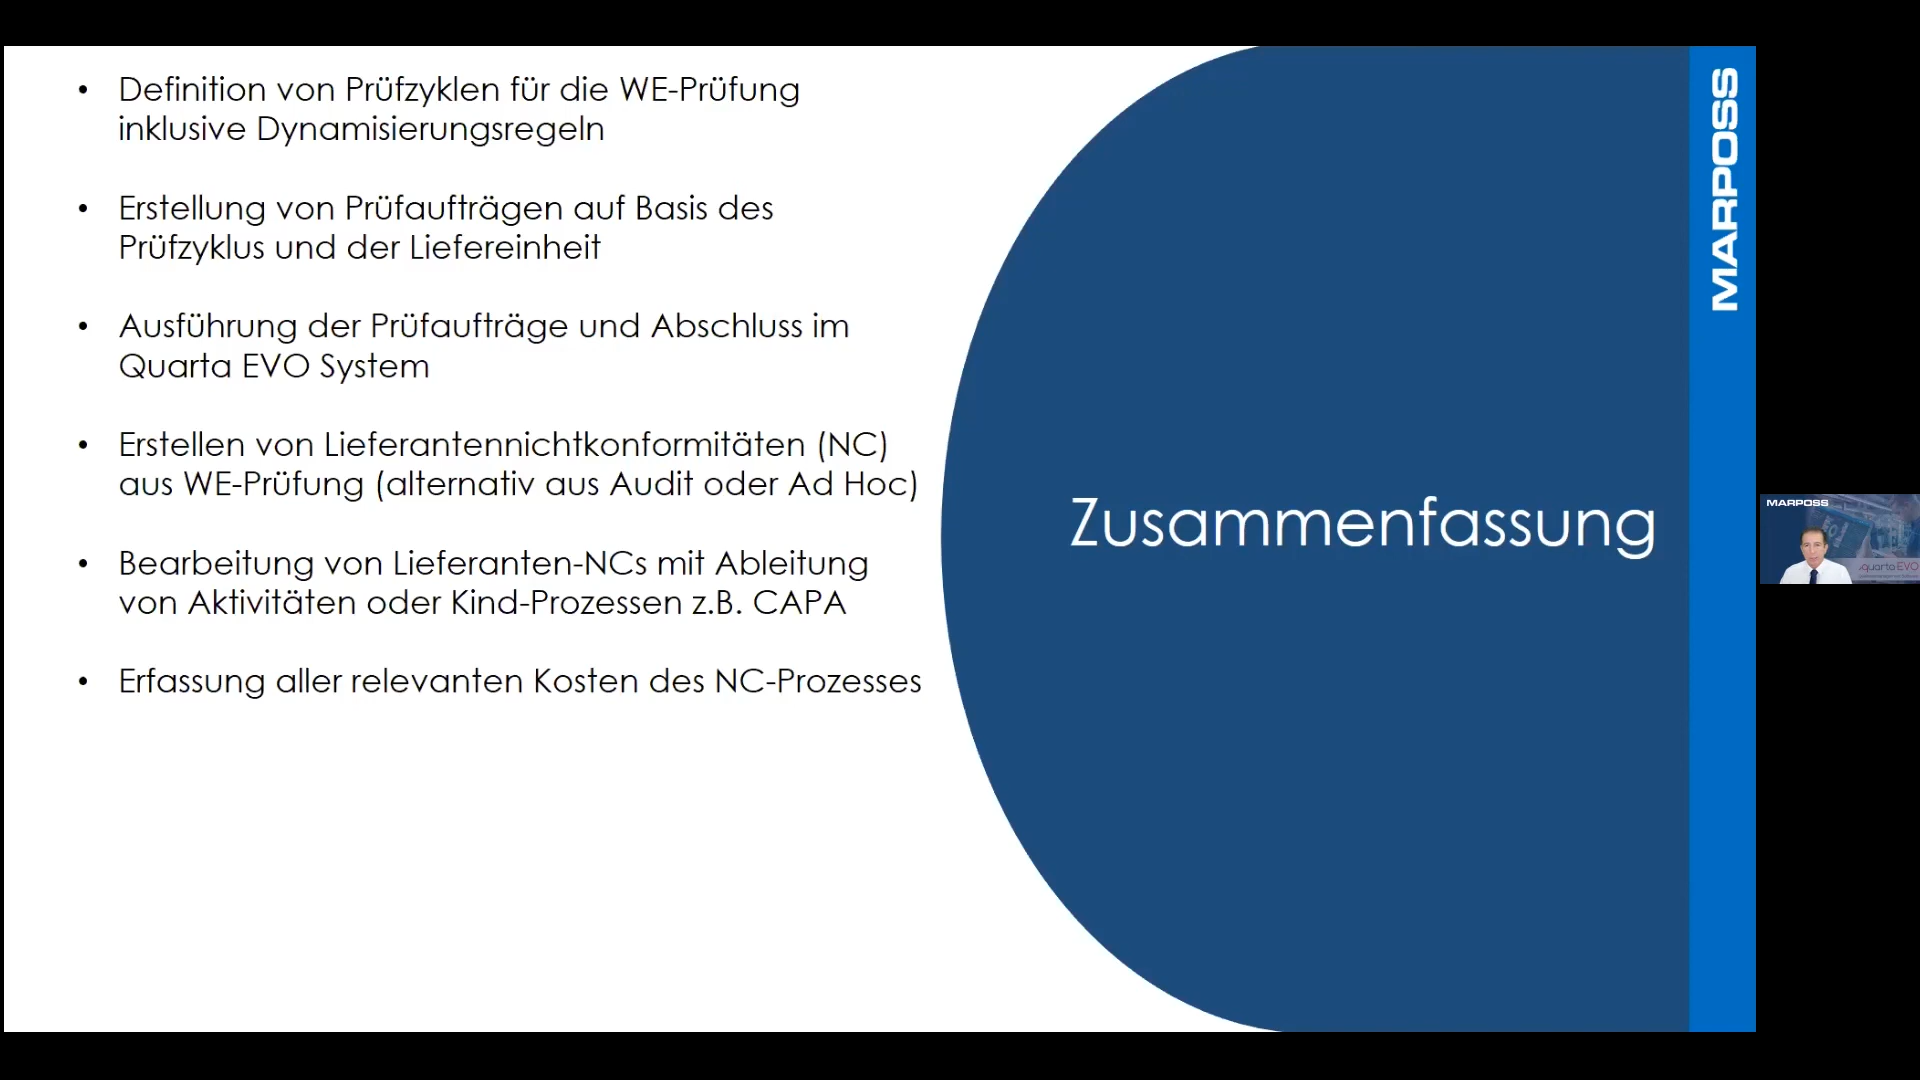 • Definition von Prüfzyklen für die WE-Prüfung
inklusive Dynamisierungsregeln
• Erstellung von Prüfaufträgen auf Basis des
Prüfzyklus und der Liefereinheit
• Ausführung der Prüfaufträge und Abschluss im
Quarta EVO System
• Erstellen von Lieferantennichtkonformitäten (NC)
aus WE-Prüfung (alternativ aus Audit oder Ad Hoc)
• Bearbeitung von Lieferanten-NCs mit Ableitung
von Aktivitäten oder Kind-Prozessen z.B. CAPA
• Erfassung aller relevanten Kosten des NC-Prozesses
Zusammenfassung
MARPOSS
MARPOSS
quarta EVO